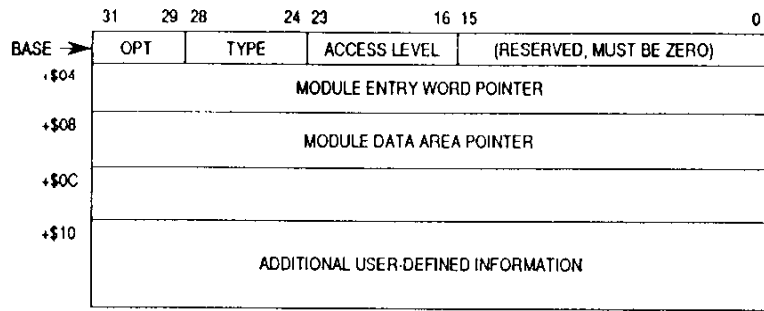 31 29 28 24 23 16 15 0
BASE OPT TYPE ACCESS LEVEL (RESERVED, MUST BE ZERO)
+$04 MODULE ENTRY WORD POINTER
+$08 MODULE DATA AREA POINTER
+$0C
+$10
ADDITIONAL USER-DEFINED INFORMATION